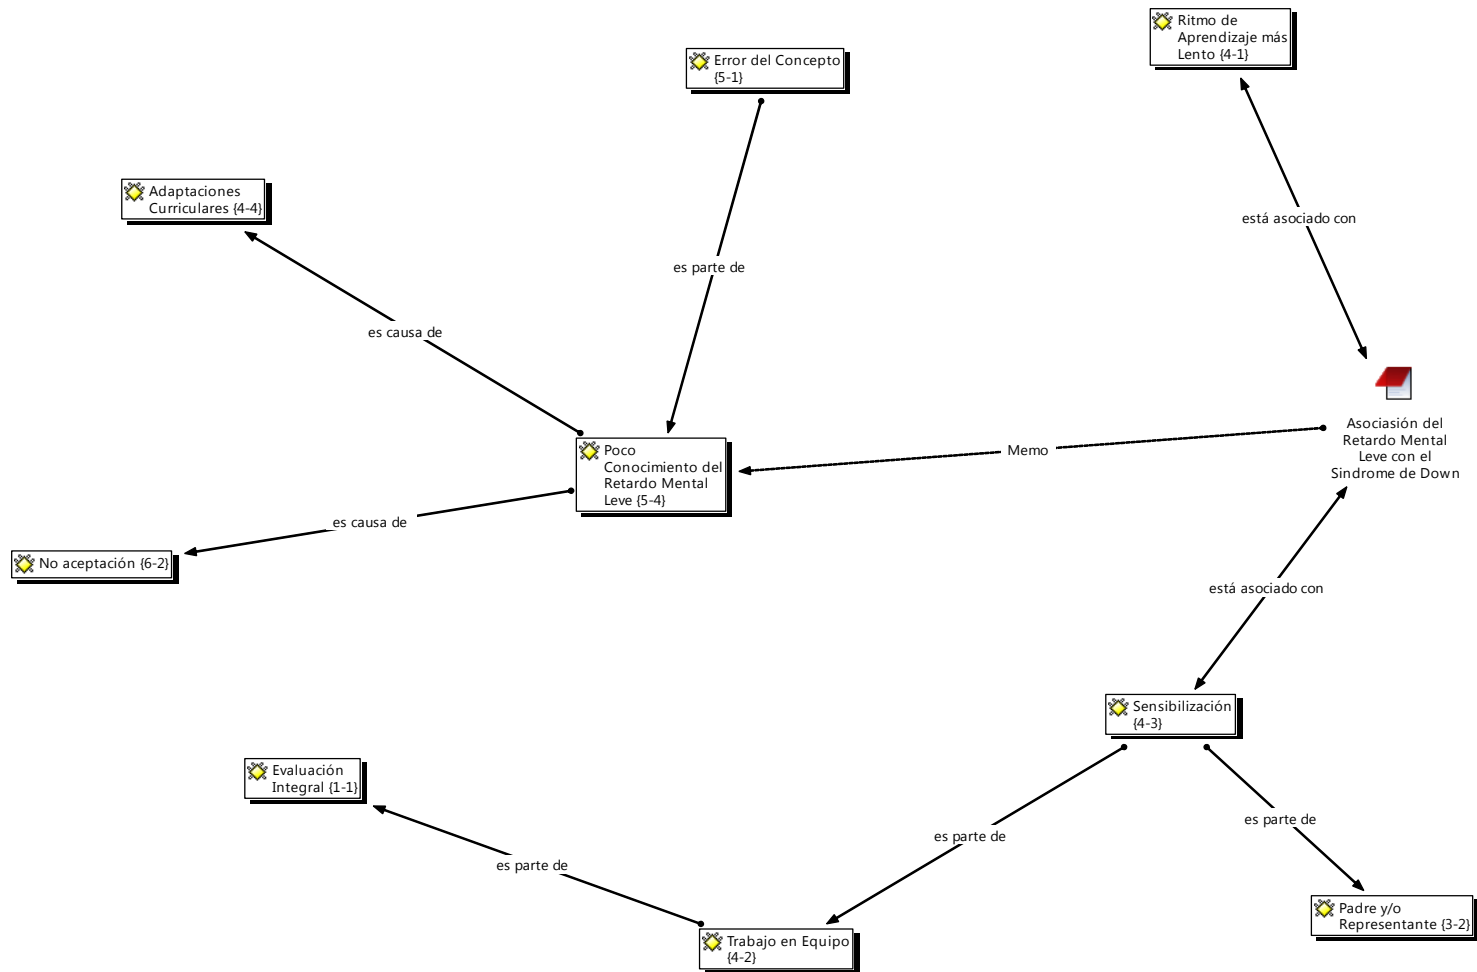 Ritmo de
Aprendizaje más
Lento {4-1}
Error del Concepto
{5-1}
Adaptaciones
Curriculares {4-4}
está asociado con
es parte de
es causa de
Asociasión del
Retardo Mental
Leve con el
Sindrome de Down
Memo
Poco
Conocimiento del
Retardo Mental
Leve {5-4}
es causa de
No aceptación {6-2}
está asociado con
Sensibilización
{4-3}
Evaluación
Integral {1-1}
es parte de
es parte de
es parte de
Padre y/o
Representante {3-2}
Trabajo en Equipo
{4-2}